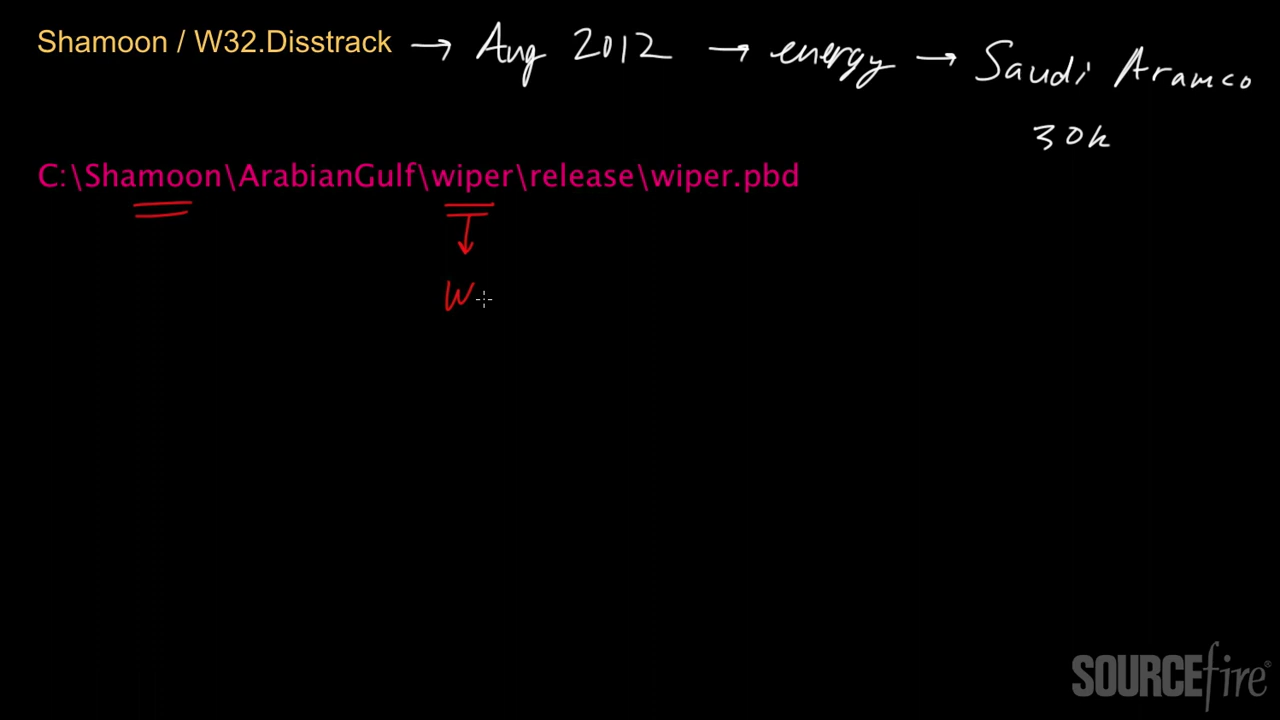 Shamoon / W32.Disstrack → Aug 2012 → energy → Saudi Aramco
30k
C:\Shamoon\ArabianGulf\wiper\release\wiper.pbd
W
SOURCEfire®